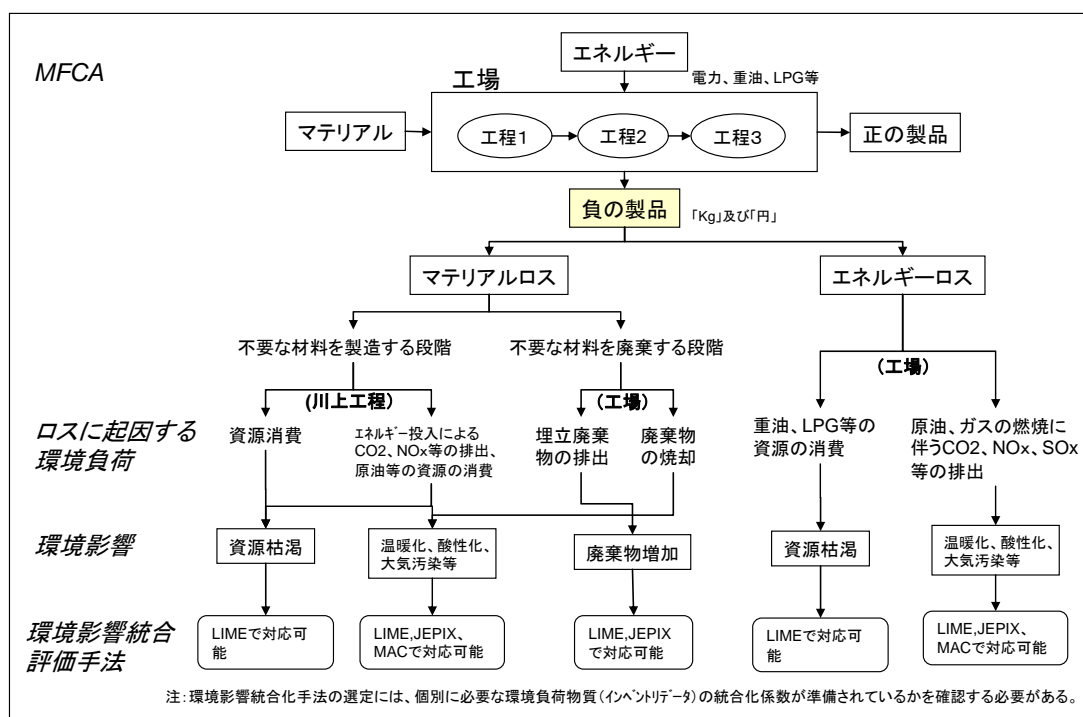 MFCA
エネルギー
電力、重油、LPG等
工場
マテリアル
工程1
工程2
工程3
正の製品
負の製品
「Kg」及び「円」
マテリアルロス
エネルギーロス
不要な材料を製造する段階
不要な材料を廃棄する段階
(川上工程)
(工場)
(工場)
ロスに起因する
環境負荷
資源消費
エネルギー投入による
CO2、NOx等の排出、
原油等の資源の消費
埋立廃棄
物の排出
廃棄物
の焼却
重油、LPG等の
資源の消費
原油、ガスの燃焼に
伴うCO2、NOx、SOx
等の排出
環境影響
資源枯渇
温暖化、酸性化、
大気汚染等
廃棄物増加
資源枯渇
温暖化、酸性化、
大気汚染等
環境影響統合
評価手法
LIMEで対応可
能
LIME,JEPIX、
MACで対応可能
LIME,JEPIX
で対応可能
LIMEで対応可
能
LIME,JEPIX、
MACで対応可能
注:環境影響統合化手法の選定には、個別に必要な環境負荷物質(インベントリデータ)の統合化係数が準備されているかを確認する必要がある。